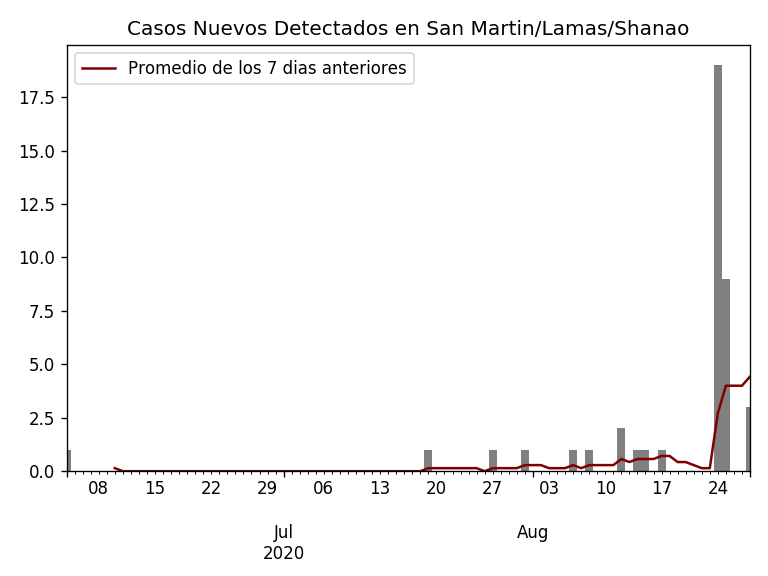 Casos Nuevos Detectados en San Martin/Lamas/Shanao
Promedio de los 7 dias anteriores
17.5
15.0
12.5
10.0
7.5
5.0
2.5
0.0
08 15 22 29 06 13 20 27 03 10 17 24
Jul Aug
2020